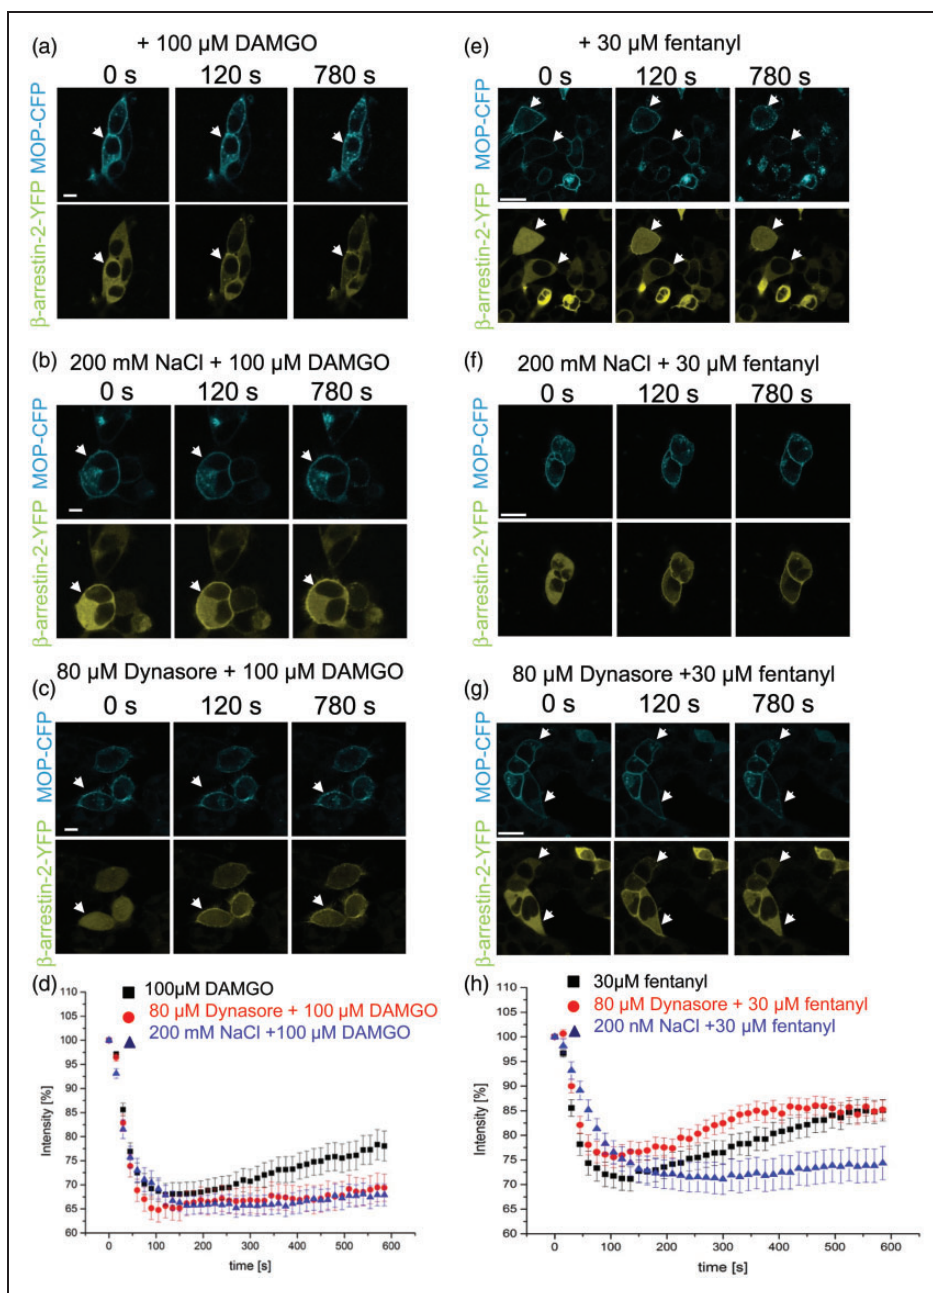 (a)
+ 100 µM DAMGO
0 s 120 s 780 s
MOP-CFP
β-arrestin-2-YFP
(b)
200 mM NaCl + 100 µM DAMGO
0 s 120 s 780 s
MOP-CFP
β-arrestin-2-YFP
(c)
80 µM Dynasore + 100 µM DAMGO
0 s 120 s 780 s
MOP-CFP
β-arrestin-2-YFP
(d)
100µM DAMGO
80 µM Dynasore + 100 µM DAMGO
200 mM NaCl +100 µM DAMGO
Intensity [%]
110
105
100
95
90
85
80
75
70
65
60
0 100 200 300 400 500 600
time [s]
(e)
+ 30 µM fentanyl
0 s 120 s 780 s
MOP-CFP
β-arrestin-2-YFP
(f)
200 mM NaCl + 30 µM fentanyl
0 s 120 s 780 s
MOP-CFP
β-arrestin-2-YFP
(g)
80 µM Dynasore +30 µM fentanyl
0 s 120 s 780 s
MOP-CFP
β-arrestin-2-YFP
(h)
30µM fentanyl
80 µM Dynasore + 30 µM fentanyl
200 nM NaCl +30 µM fentanyl
Intensity [%]
110
105
100
95
90
85
80
75
70
65
60
0 100 200 300 400 500 600
time [s]